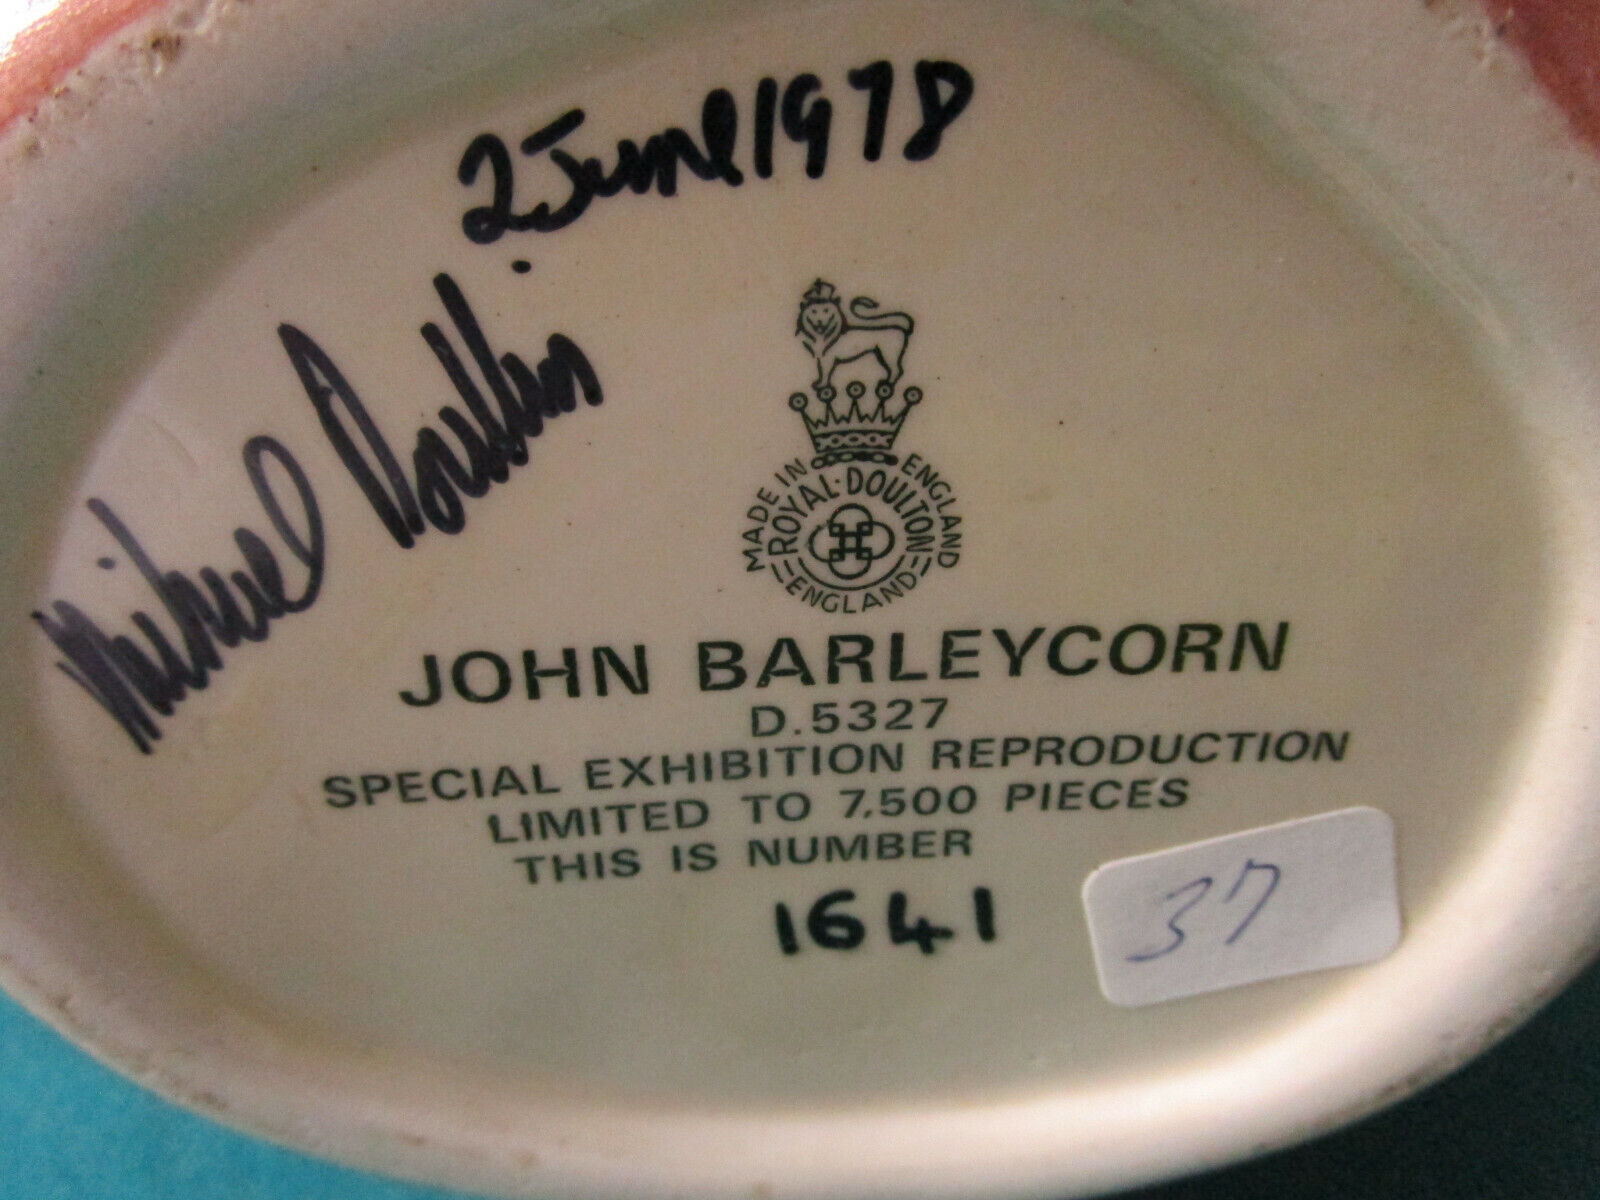 2 June 1978
Michael Doulton
MADE IN ENGLAND
ROYAL·DOULTON
ENGLAND
JOHN BARLEYCORN
D.5327
SPECIAL EXHIBITION REPRODUCTION
LIMITED TO 7,500 PIECES
THIS IS NUMBER
1641
37